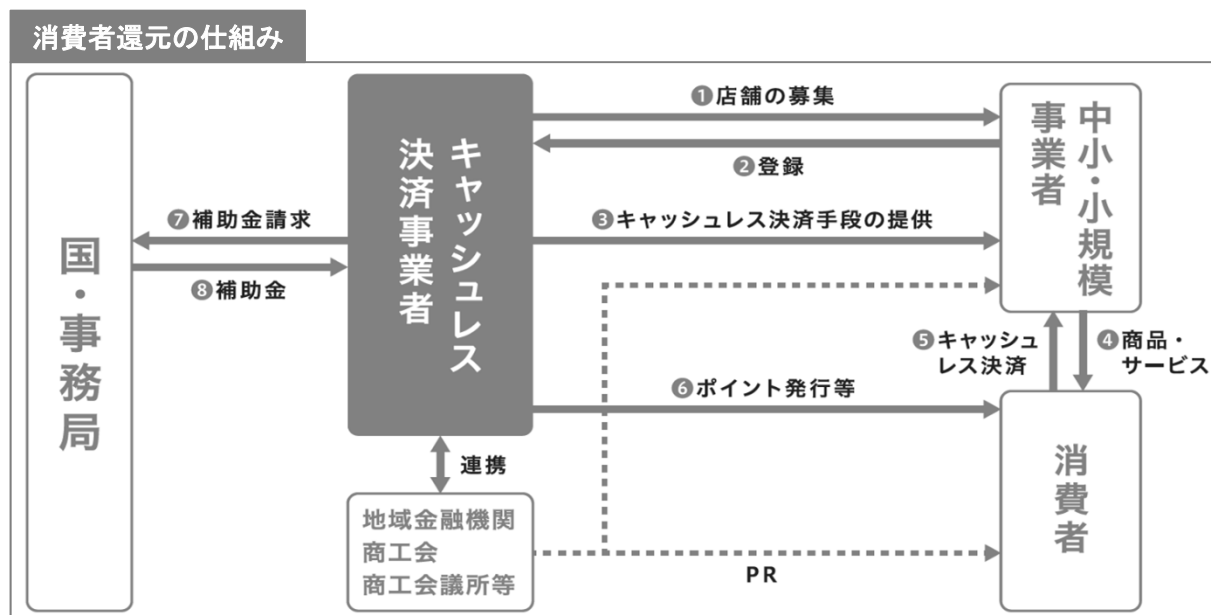 消費者還元の仕組み
国・事務局
キャッシュレス
決済事業者
中小・小規模
事業者
❶店舗の募集
❷登録
❸キャッシュレス決済手段の提供
❼補助金請求
❽補助金
❺キャッシュ
レス決済
❹商品・
サービス
❻ポイント発行等
連携
地域金融機関
商工会
商工会議所等
PR
消費者